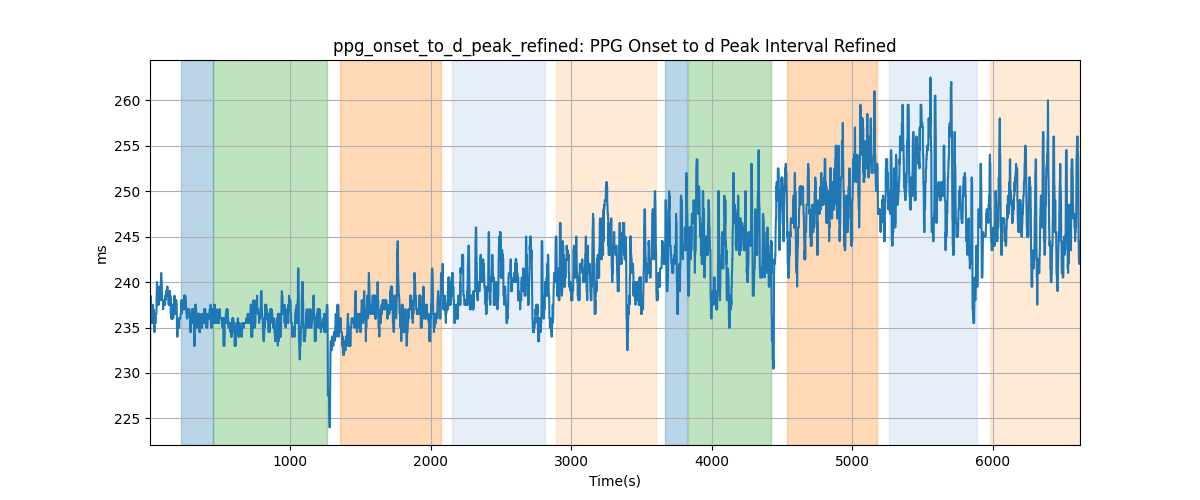 ppg_onset_to_d_peak_refined: PPG Onset to d Peak Interval Refined
260
255
250
245
240
235
230
225
ms
1000 2000 3000 4000 5000 6000
Time(s)